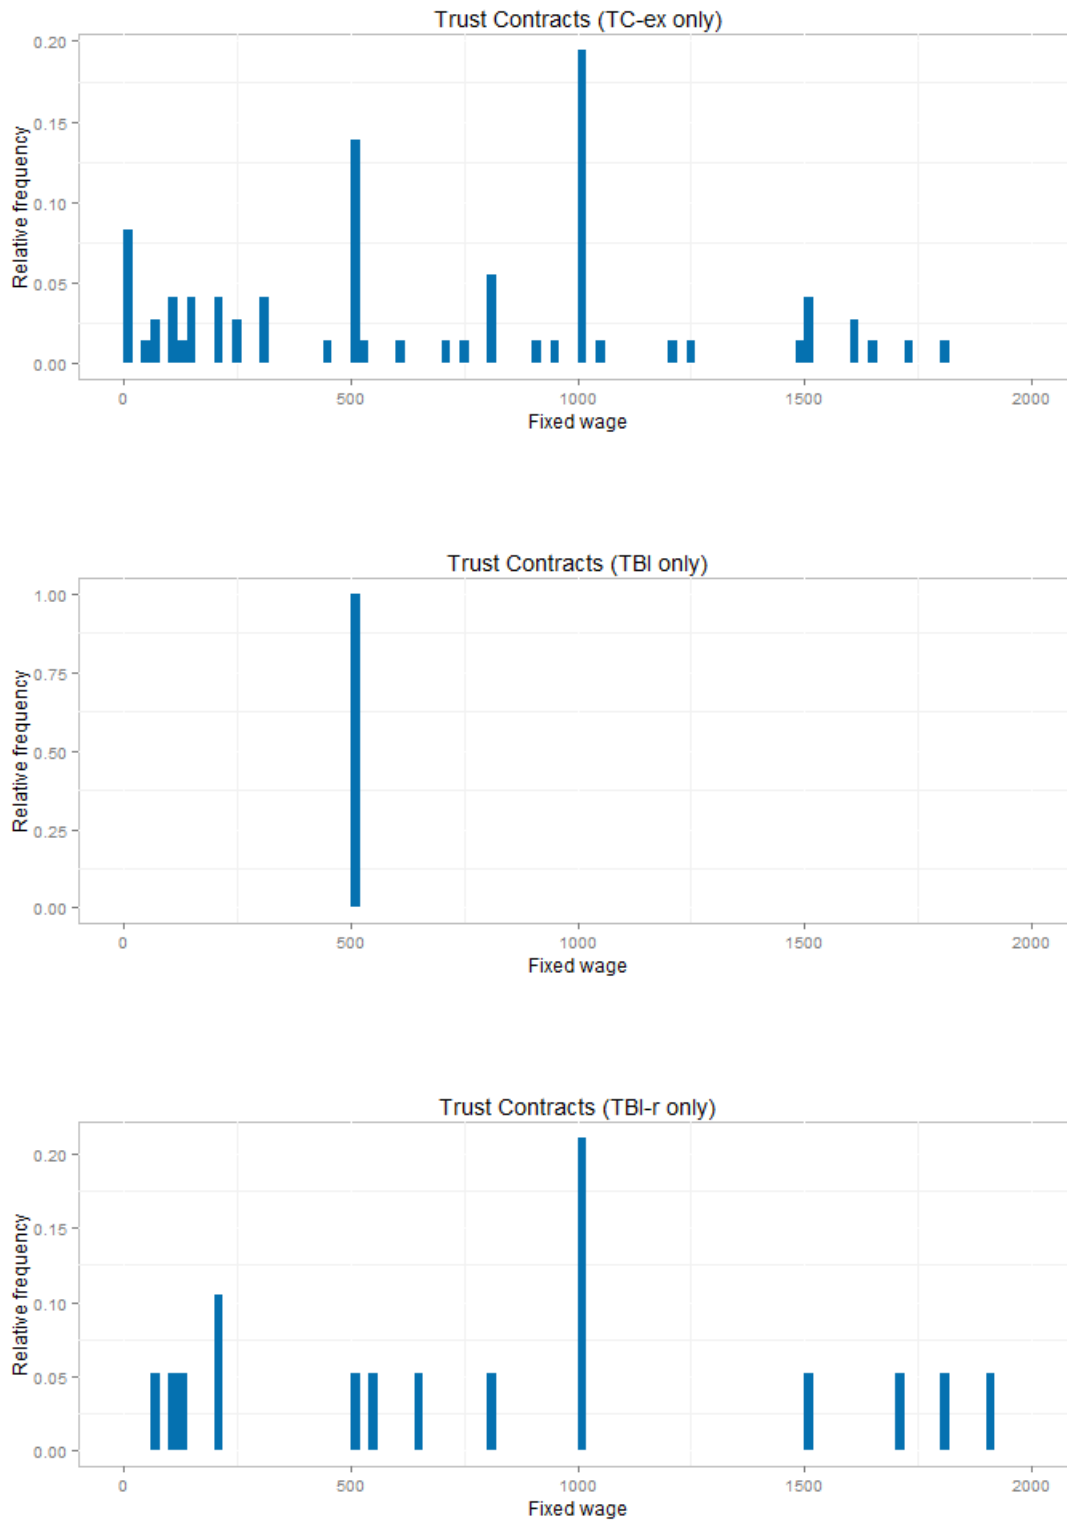 Trust Contracts (TC-ex only)
0.20
0.15
0.10
0.05
0.00
Relative frequency
0 500 1000 1500 2000
Fixed wage
Trust Contracts (TBI only)
1.00
0.75
0.50
0.25
0.00
Relative frequency
0 500 1000 1500 2000
Fixed wage
Trust Contracts (TBI-r only)
0.20
0.15
0.10
0.05
0.00
Relative frequency
0 500 1000 1500 2000
Fixed wage